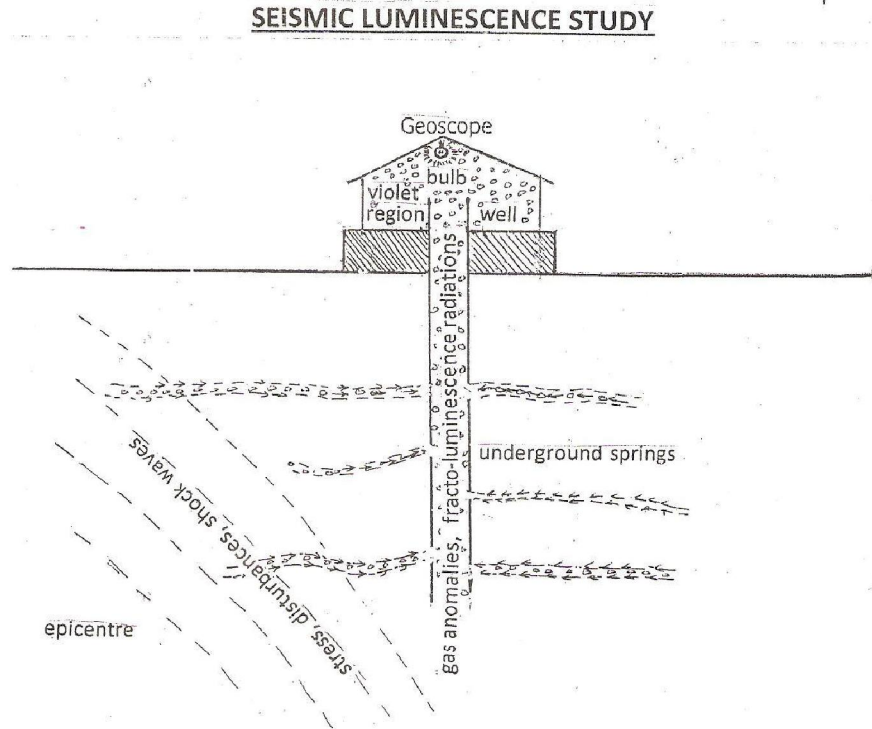 SEISMIC LUMINESCENCE STUDY
Geoscope
bulb
violet
region
well
gas anomalies, fracto-luminescence radiations
underground springs
stress, disturbances, shock waves
epicentre